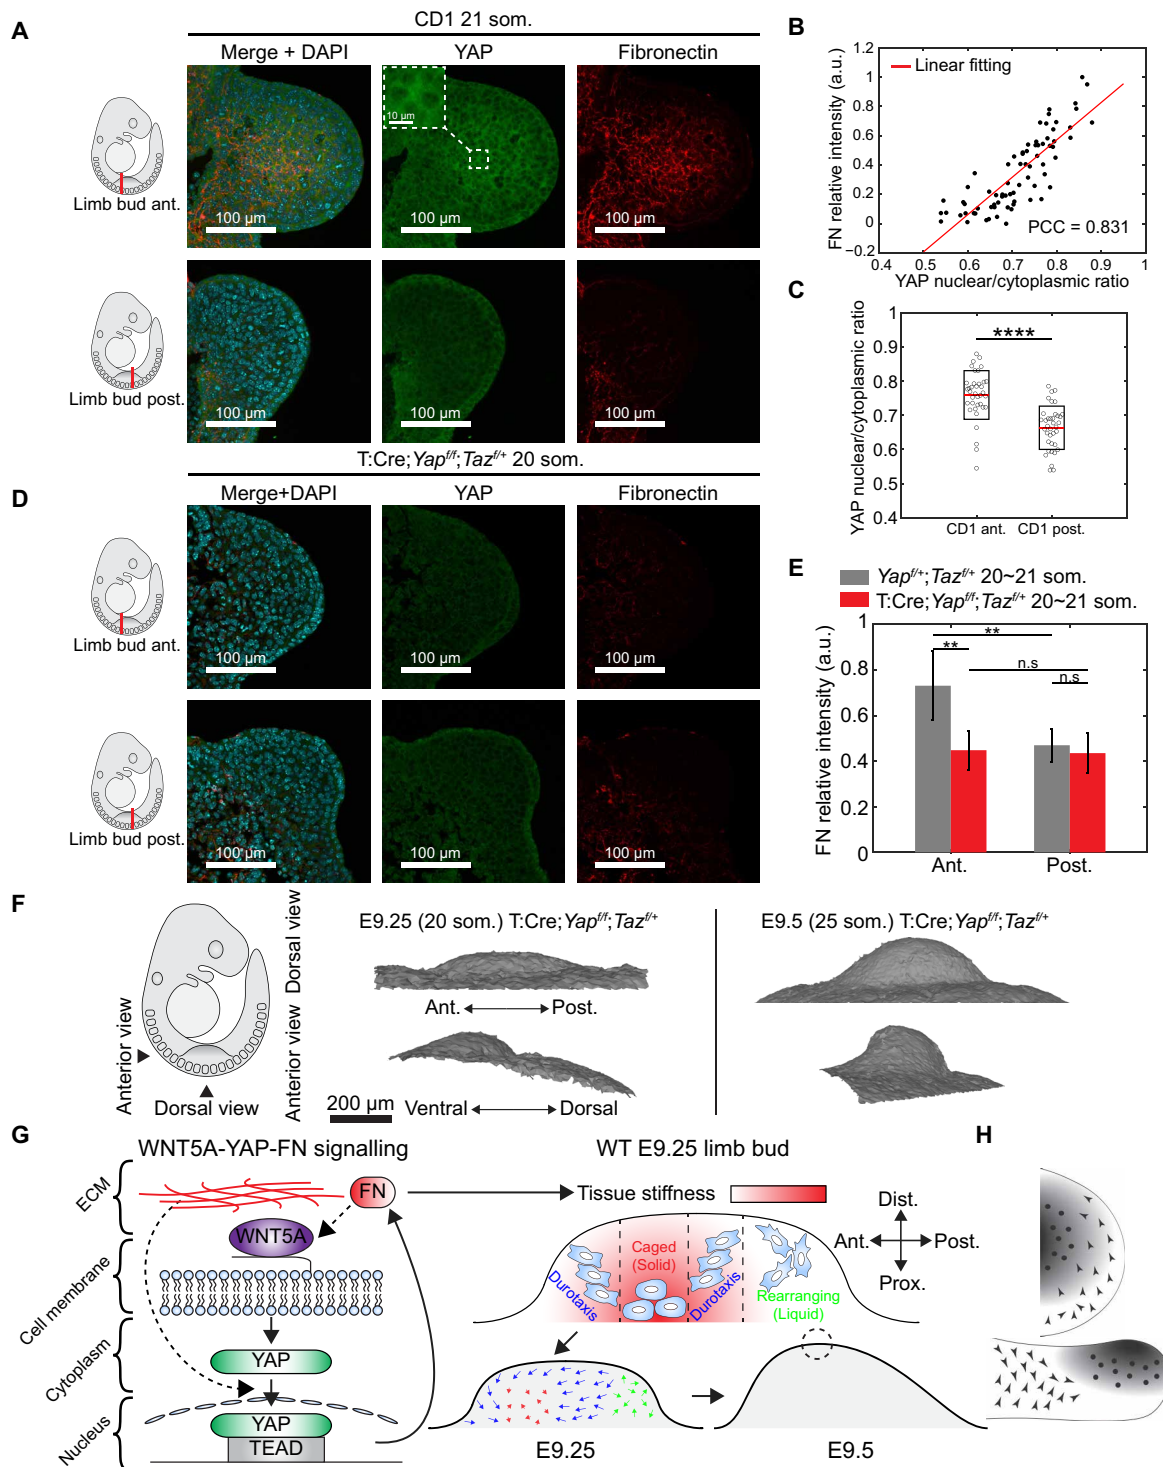 A
CD1 21 som.
Merge + DAPI
YAP
Fibronectin
10 µm
Limb bud ant.
100 µm
100 µm
100 µm
Limb bud post.
100 µm
100 µm
100 µm
B
FN relative intensity (a.u.)
1.2
1
0.8
0.6
0.4
0.2
0
−0.2
Linear fitting
PCC = 0.831
0.4 0.5 0.6 0.7 0.8 0.9 1
YAP nuclear/cytoplasmic ratio
C
YAP nuclear/cytoplasmic ratio
1
0.9
0.8
0.7
0.6
0.5
0.4
****
CD1 ant. CD1 post.
D
T:Cre;Yap^f/f;Taz^f/+ 20 som.
Merge+DAPI
YAP
Fibronectin
Limb bud ant.
100 µm
100 µm
100 µm
Limb bud post.
100 µm
100 µm
100 µm
E
Yap^f/+;Taz^f/+ 20~21 som.
T:Cre;Yap^f/f;Taz^f/+ 20~21 som.
FN relative intensity (a.u.)
1
0.8
0.6
0.4
0.2
0
**
**
n.s
n.s
Ant. Post.
F
Anterior view
Dorsal view
Dorsal view
Anterior view
E9.25 (20 som.) T:Cre;Yap^f/f;Taz^f/+
Ant. Post.
200 µm
Ventral Dorsal
E9.5 (25 som.) T:Cre;Yap^f/f;Taz^f/+
G
WNT5A-YAP-FN signalling
ECM
Cell membrane
Cytoplasm
Nucleus
FN
WNT5A
YAP
YAP
TEAD
WT E9.25 limb bud
Tissue stiffness
Dist.
Ant. Post.
Prox.
Durotaxis
Caged
(Solid)
Durotaxis
Rearranging
(Liquid)
E9.25
E9.5
H